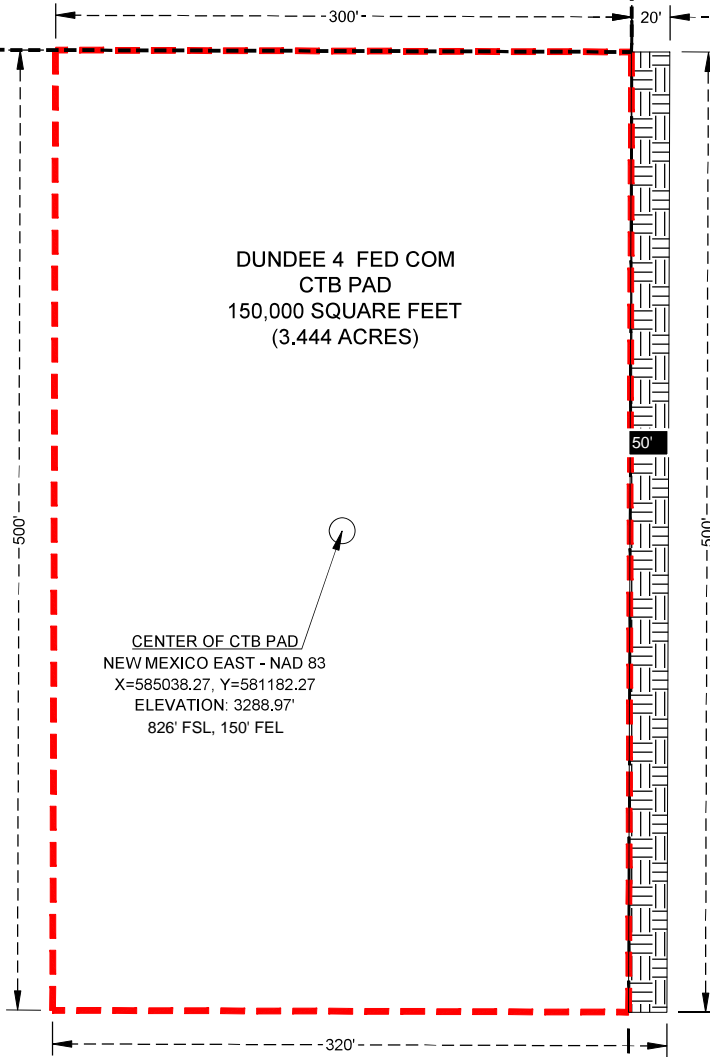 300'
20'
DUNDEE 4 FED COM
CTB PAD
150,000 SQUARE FEET
(3.444 ACRES)
50'
500'
500'
CENTER OF CTB PAD
NEW MEXICO EAST - NAD 83
X=585038.27, Y=581182.27
ELEVATION: 3288.97'
826' FSL, 150' FEL
320'